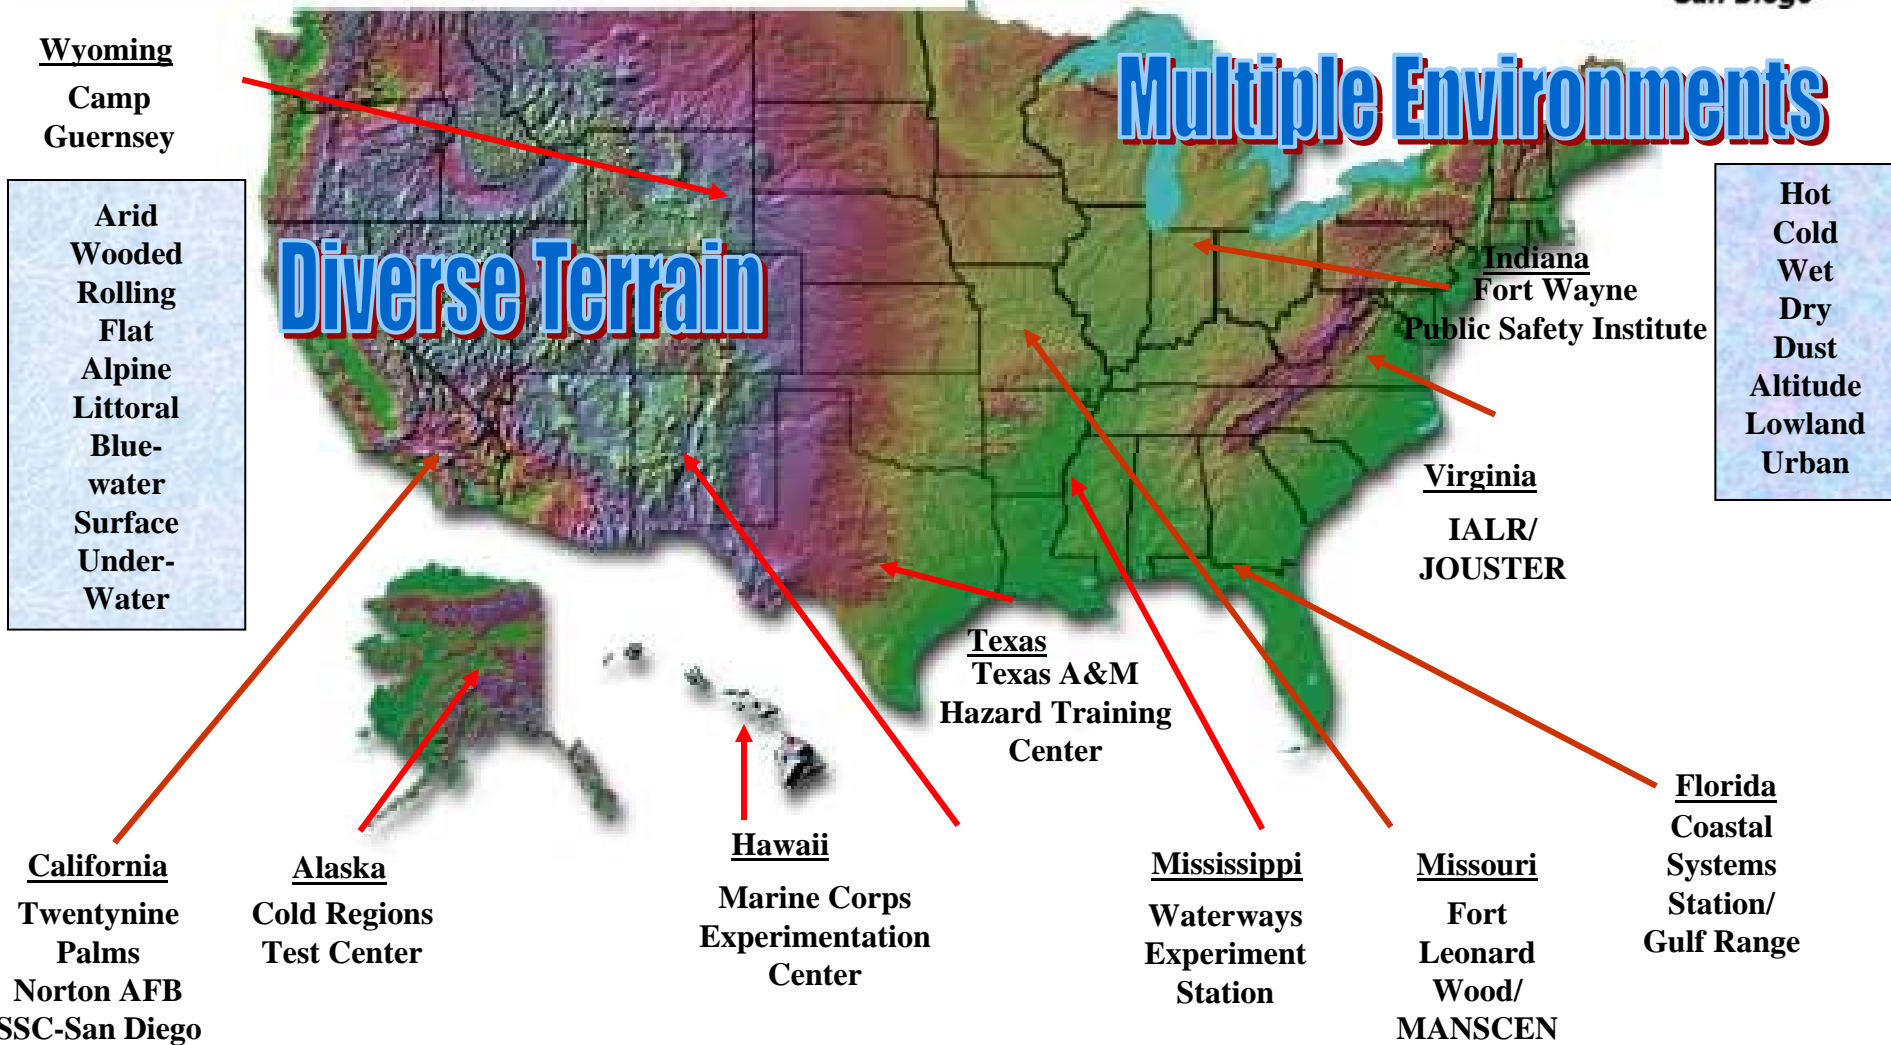 San Diego
Wyoming
Camp
Guernsey
Multiple Environments
Diverse Terrain
Arid
Wooded
Rolling
Flat
Alpine
Littoral
Blue-
water
Surface
Under-
Water
Hot
Cold
Wet
Dry
Dust
Altitude
Lowland
Urban
Indiana
Fort Wayne
Public Safety Institute
Virginia
IALR/
JOUSTER
Texas
Texas A&M
Hazard Training
Center
California
Twentynine
Palms
Norton AFB
SSC-San Diego
Alaska
Cold Regions
Test Center
Hawaii
Marine Corps
Experimentation
Center
Mississippi
Waterways
Experiment
Station
Missouri
Fort
Leonard
Wood/
MANSCEN
Florida
Coastal
Systems
Station/
Gulf Range